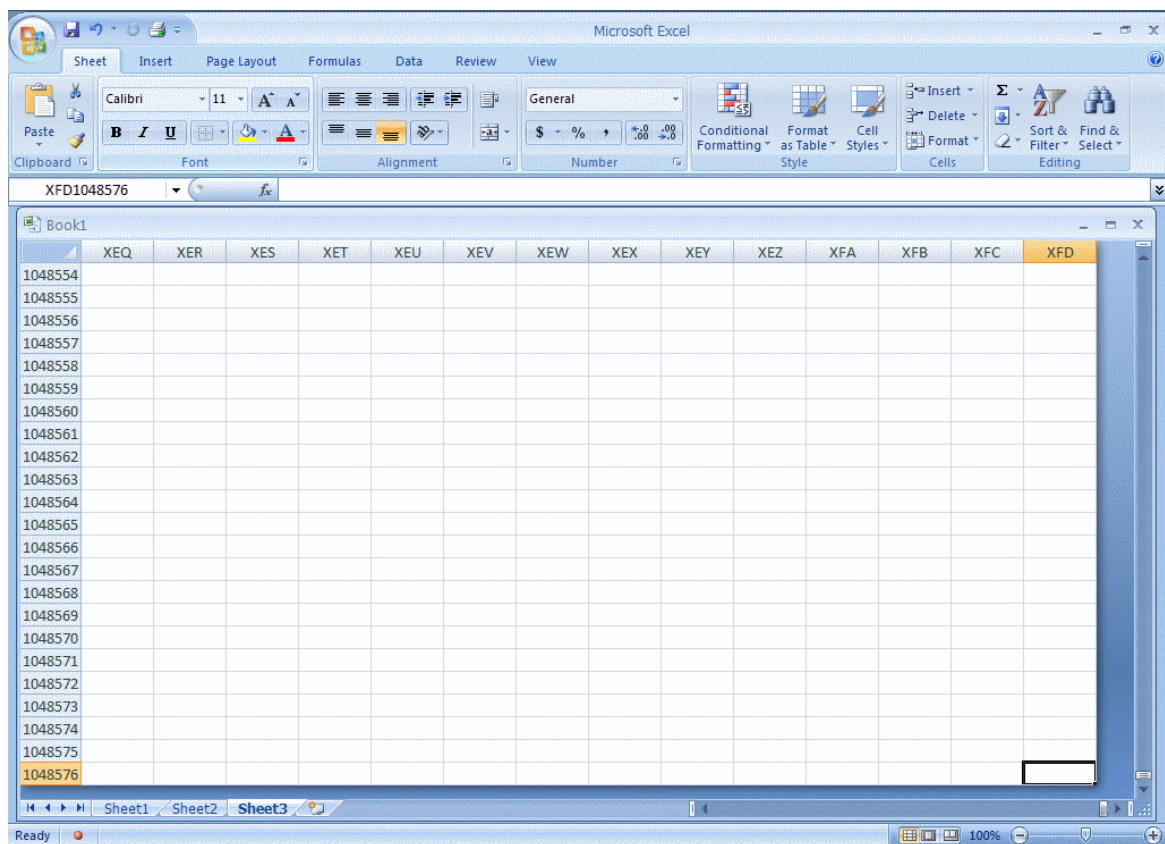 Microsoft Excel
Sheet Insert Page Layout Formulas Data Review View
Calibri 11 A A General Insert Σ
Delete
Paste B I U A $ % , .0 .00 .00 .0 Conditional Formatting Format as Table Cell Styles Format Sort & Filter Find & Select
Clipboard Font Alignment Number Style Cells Editing
XFD1048576 fx
Book1
XEQ XER XES XET XEU XEV XEW XEX XEY XEZ XFA XFB XFC XFD
1048554
1048555
1048556
1048557
1048558
1048559
1048560
1048561
1048562
1048563
1048564
1048565
1048566
1048567
1048568
1048569
1048570
1048571
1048572
1048573
1048574
1048575
1048576
Sheet1 Sheet2 Sheet3
Ready 100%